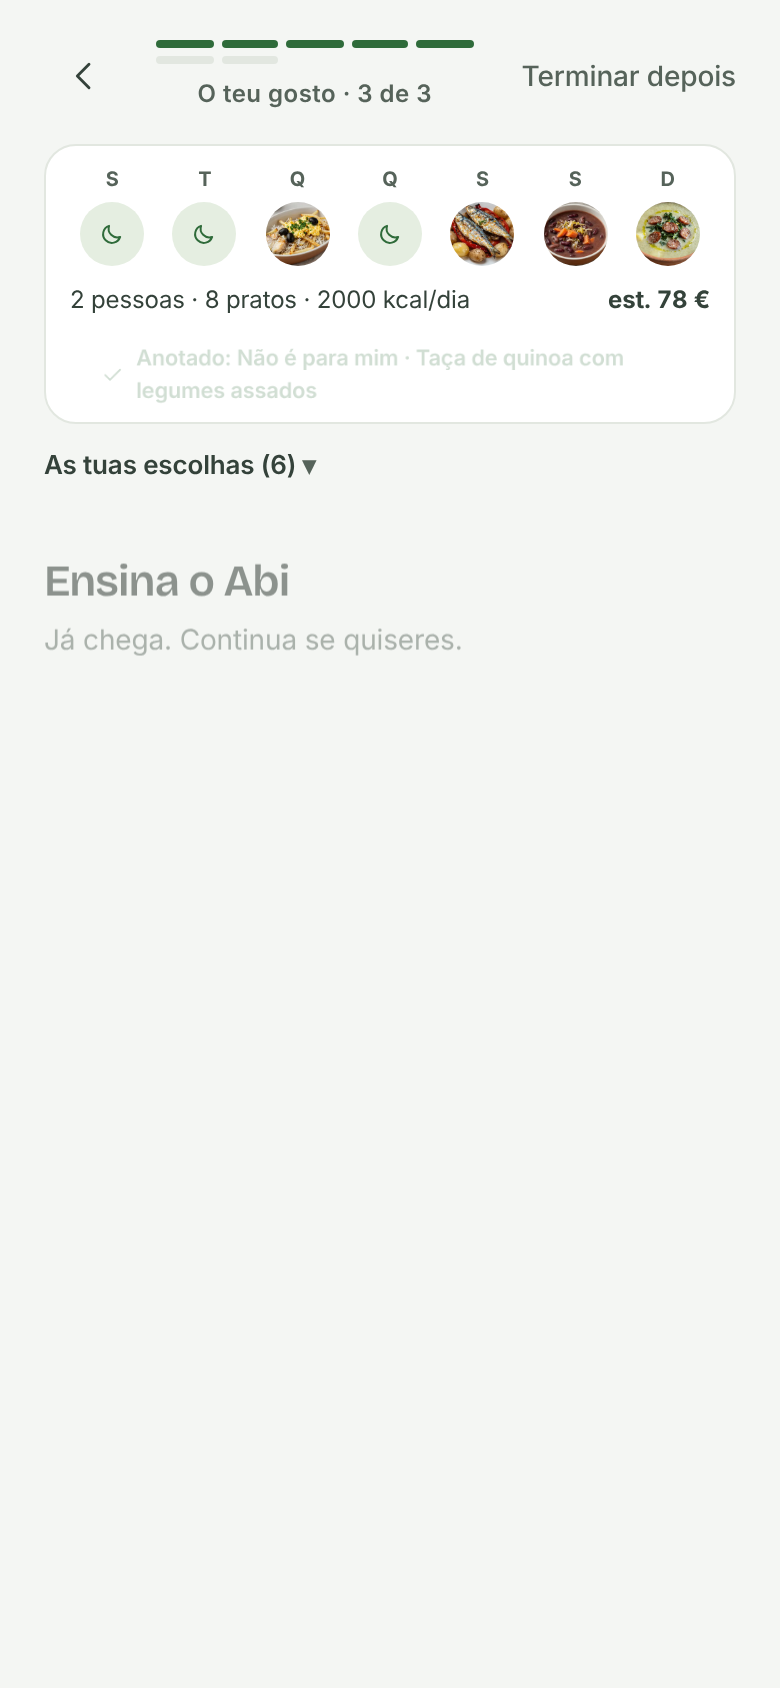 O teu gosto · 3 de 3
Terminar depois
S T Q Q S S D
2 pessoas · 8 pratos · 2000 kcal/dia
est. 78 €
Anotado: Não é para mim · Taça de quinoa com
legumes assados
As tuas escolhas (6) ▾
Ensina o Abi
Já chega. Continua se quiseres.